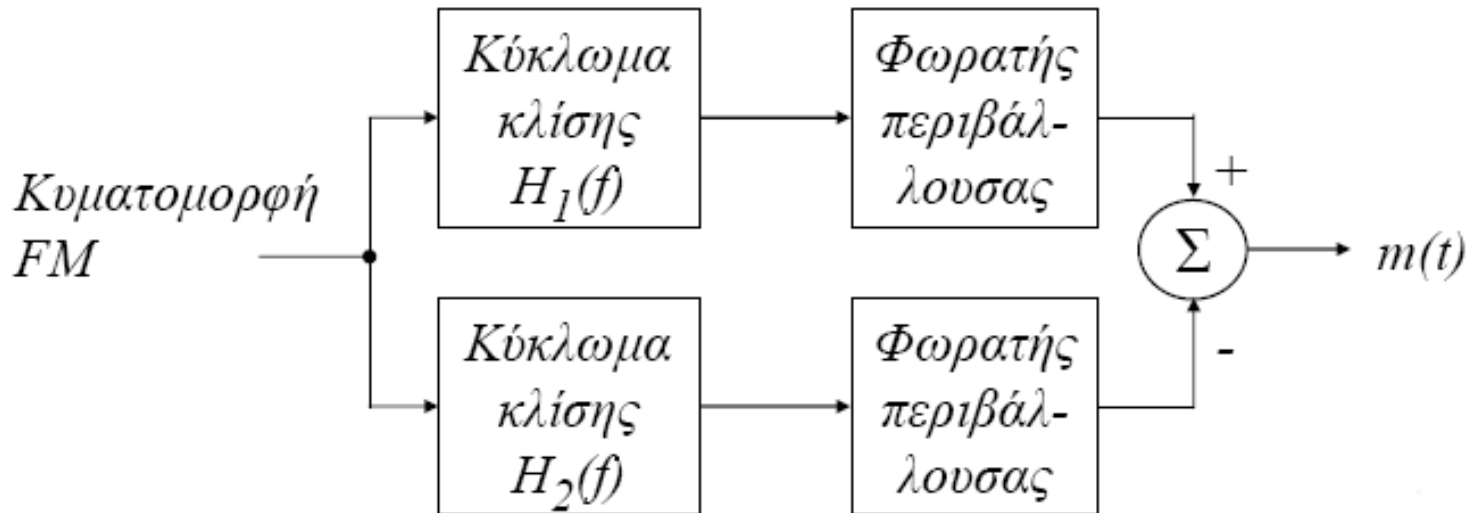 Κυματομορφή
FM
Κύκλωμα
κλίσης
H₁(f)
Φωρατής
περιβάλ-
λουσας
+
Σ
m(t)
-
Κύκλωμα
κλίσης
H₂(f)
Φωρατής
περιβάλ-
λουσας